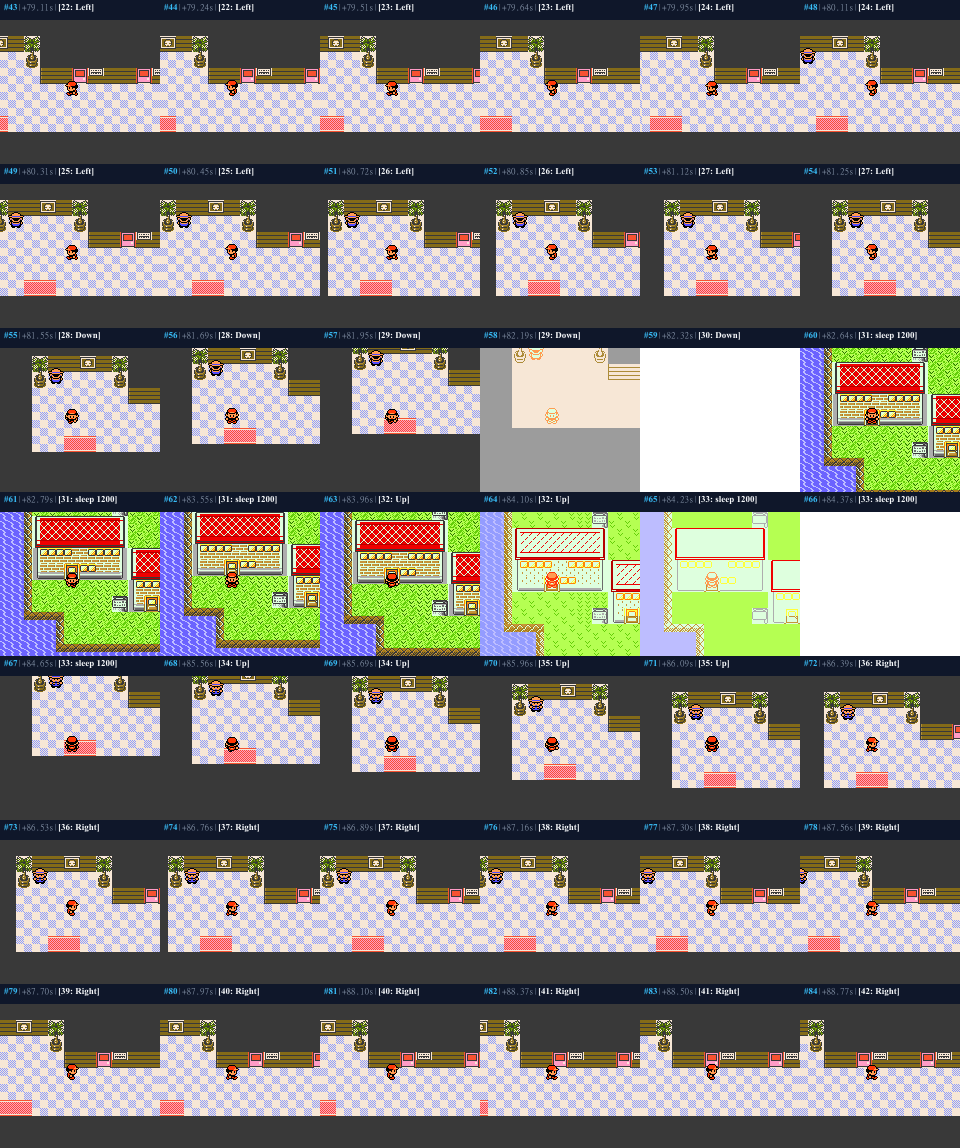 #43|+79.11s| [22: Left] #44|+79.24s| [22: Left] #45|+79.51s| [23: Left] #46|+79.64s| [23: Left] #47|+79.95s| [24: Left] #48|+80.11s| [24: Left]
#49|+80.31s| [25: Left] #50|+80.45s| [25: Left] #51|+80.72s| [26: Left] #52|+80.85s| [26: Left] #53|+81.12s| [27: Left] #54|+81.25s| [27: Left]
#55|+81.55s| [28: Down] #56|+81.69s| [28: Down] #57|+81.95s| [29: Down] #58|+82.19s| [29: Down] #59|+82.32s| [30: Down] #60|+82.64s| [31: sleep 1200]
#61|+82.79s| [31: sleep 1200] #62|+83.55s| [31: sleep 1200] #63|+83.96s| [32: Up] #64|+84.10s| [32: Up] #65|+84.23s| [33: sleep 1200] #66|+84.37s| [33: sleep 1200]
#67|+84.65s| [33: sleep 1200] #68|+85.56s| [34: Up] #69|+85.69s| [34: Up] #70|+85.96s| [35: Up] #71|+86.09s| [35: Up] #72|+86.39s| [36: Right]
#73|+86.53s| [36: Right] #74|+86.76s| [37: Right] #75|+86.89s| [37: Right] #76|+87.16s| [38: Right] #77|+87.30s| [38: Right] #78|+87.56s| [39: Right]
#79|+87.70s| [39: Right] #80|+87.97s| [40: Right] #81|+88.10s| [40: Right] #82|+88.37s| [41: Right] #83|+88.50s| [41: Right] #84|+88.77s| [42: Right]